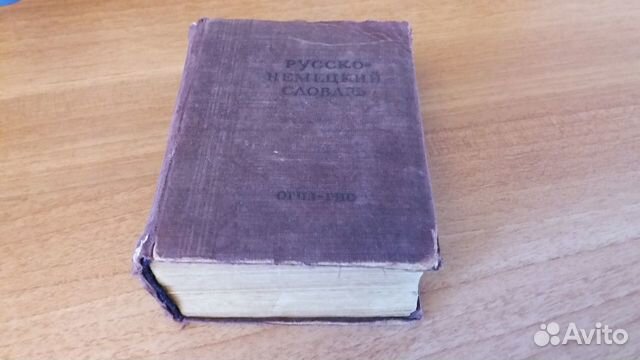 РУССКО-
НЕМЕЦКИЙ
СЛОВАРЬ
ОГИЗ-ГИС
Avito